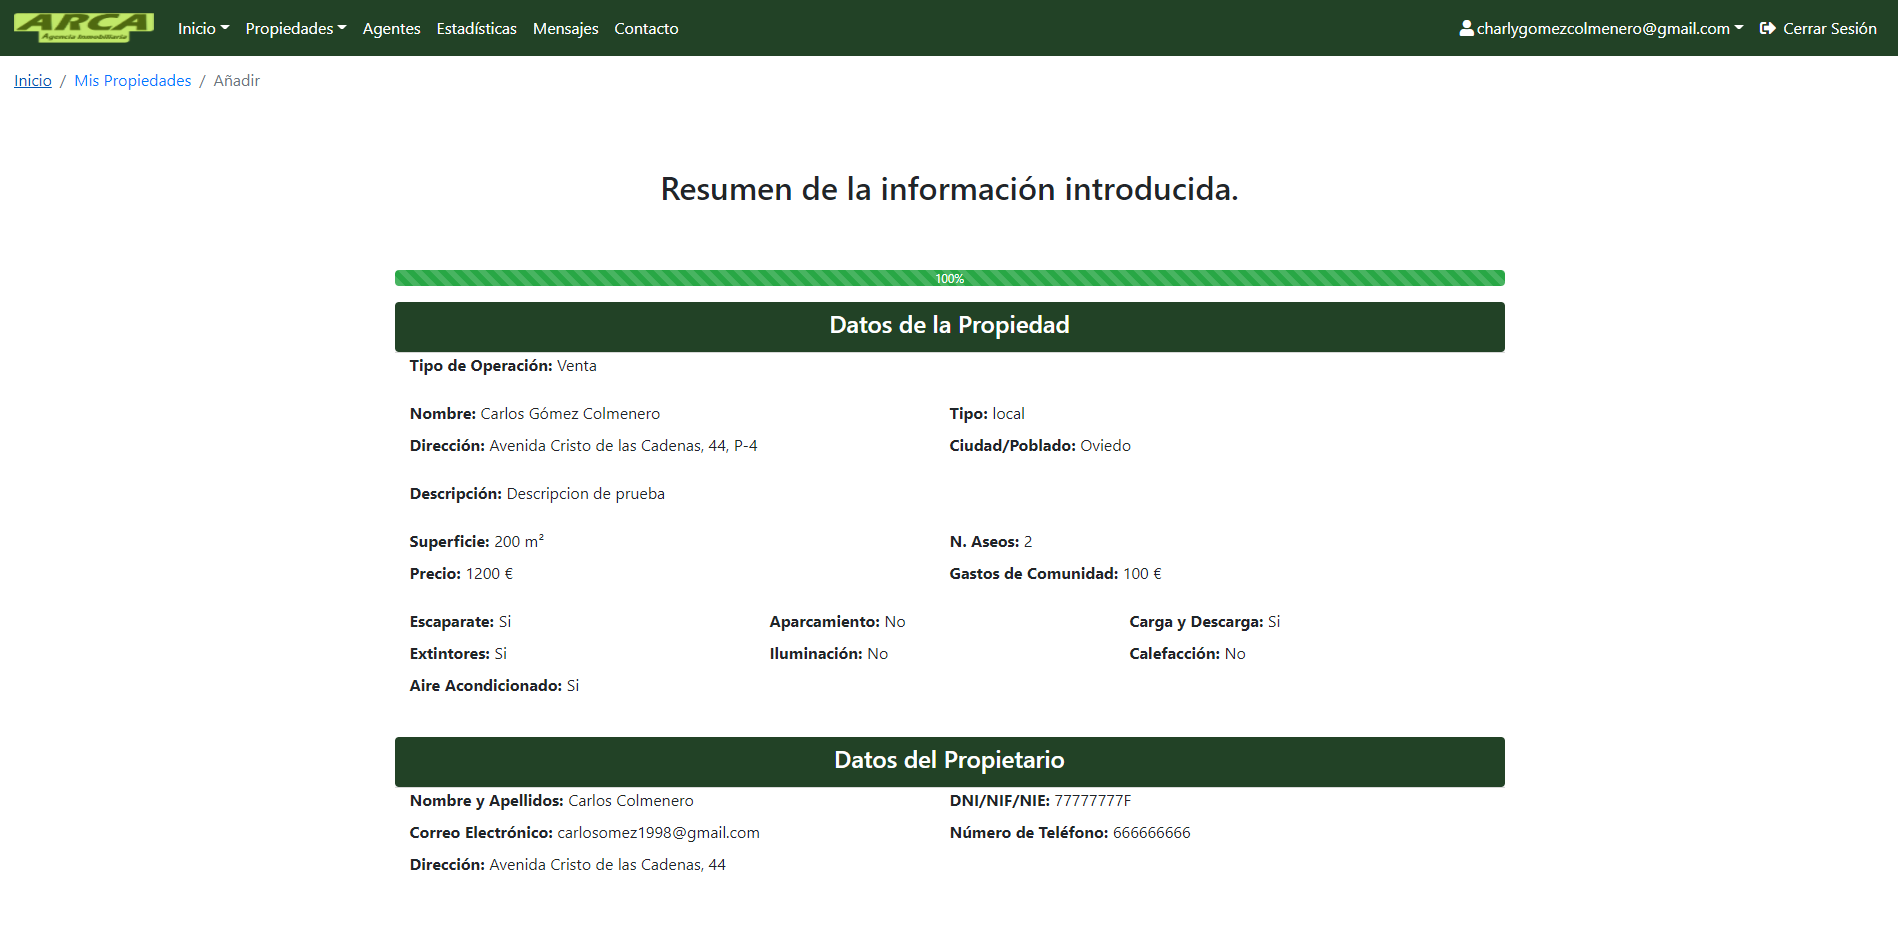 ARCA
Agencia Inmobiliaria
Inicio Propiedades Agentes Estadísticas Mensajes Contacto charlygomezcolmenero@gmail.com Cerrar Sesión
Inicio / Mis Propiedades / Añadir
Resumen de la información introducida.
100%
Datos de la Propiedad
Tipo de Operación: Venta
Nombre: Carlos Gómez Colmenero Tipo: local
Dirección: Avenida Cristo de las Cadenas, 44, P-4 Ciudad/Poblado: Oviedo
Descripción: Descripcion de prueba
Superficie: 200 m² N. Aseos: 2
Precio: 1200 € Gastos de Comunidad: 100 €
Escaparate: Si Aparcamiento: No Carga y Descarga: Si
Extintores: Si Iluminación: No Calefacción: No
Aire Acondicionado: Si
Datos del Propietario
Nombre y Apellidos: Carlos Colmenero DNI/NIF/NIE: 77777777F
Correo Electrónico: carlosomez1998@gmail.com Número de Teléfono: 666666666
Dirección: Avenida Cristo de las Cadenas, 44